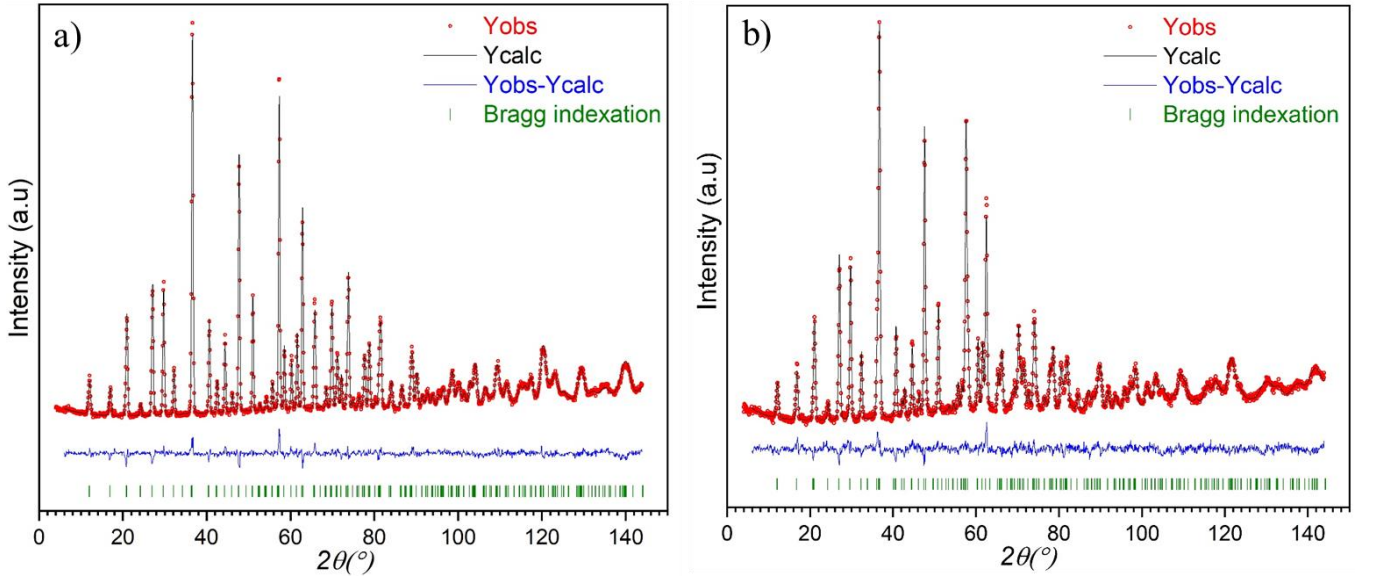 a)
Yobs
Ycalc
Yobs-Ycalc
Bragg indexation
Intensity (a.u)
0 20 40 60 80 100 120 140
2θ(°)
b)
Yobs
Ycalc
Yobs-Ycalc
Bragg indexation
Intensity (a.u)
0 20 40 60 80 100 120 140
2θ(°)